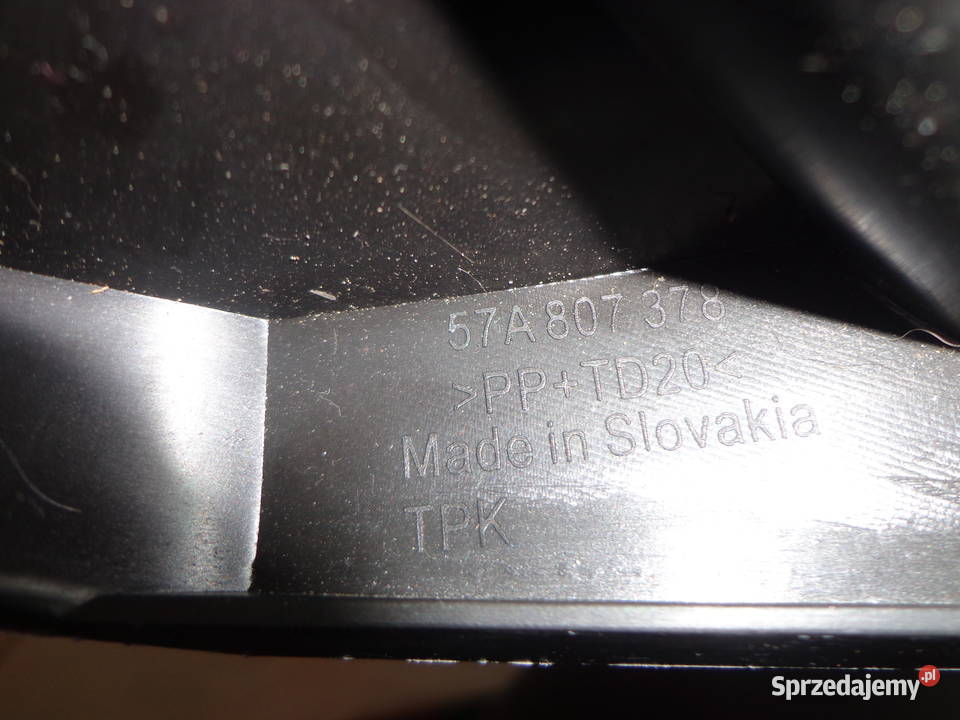 57A 807 378
>PP+TD20<
Made in Slovakia
TPK
Sprzedajemy.pl